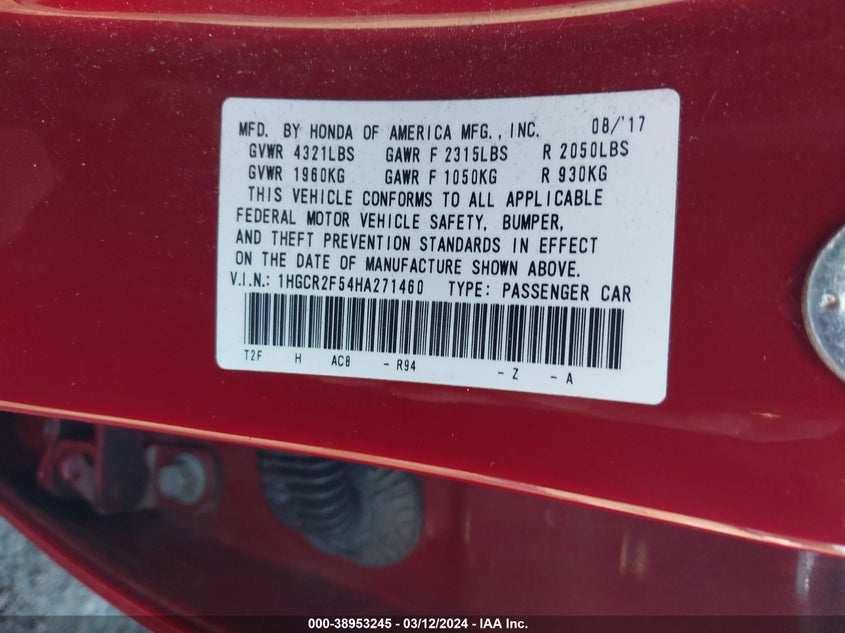 MFD. BY HONDA OF AMERICA MFG., INC. 08/'17
GVWR 4321LBS GAWR F 2315LBS R 2050LBS
GVWR 1960KG GAWR F 1050KG R 930KG
THIS VEHICLE CONFORMS TO ALL APPLICABLE
FEDERAL MOTOR VEHICLE SAFETY, BUMPER,
AND THEFT PREVENTION STANDARDS IN EFFECT
ON THE DATE OF MANUFACTURE SHOWN ABOVE.
V.I.N.: 1HGCR2F54HA271460 TYPE: PASSENGER CAR
T2F H AC8 - R94 - Z - A
000-38953245 - 03/12/2024 - IAA Inc.